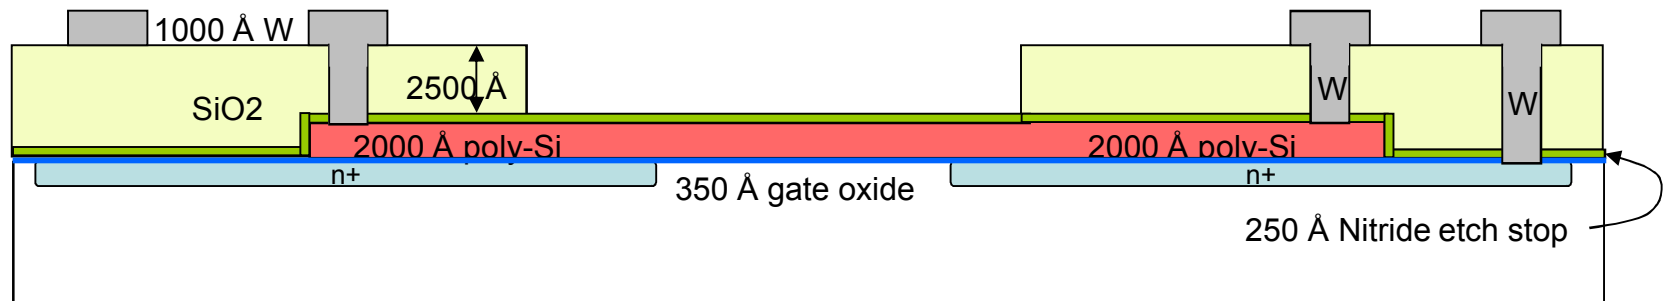 1000 Å W
2500 Å
SiO2
W
W
2000 Å poly-Si
2000 Å poly-Si
n+
n+
350 Å gate oxide
250 Å Nitride etch stop